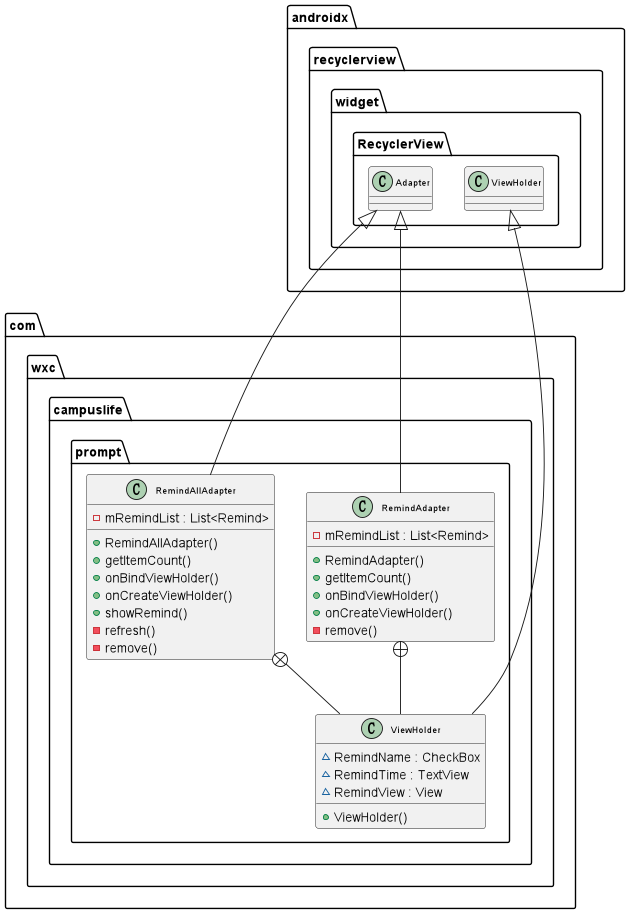 androidx
recyclerview
widget
RecyclerView
C Adapter
C ViewHolder
com
wxc
campuslife
prompt
C RemindAllAdapter
mRemindList : List<Remind>
RemindAllAdapter()
getItemCount()
onBindViewHolder()
onCreateViewHolder()
showRemind()
refresh()
remove()
C RemindAdapter
mRemindList : List<Remind>
RemindAdapter()
getItemCount()
onBindViewHolder()
onCreateViewHolder()
remove()
C ViewHolder
RemindName : CheckBox
RemindTime : TextView
RemindView : View
ViewHolder()